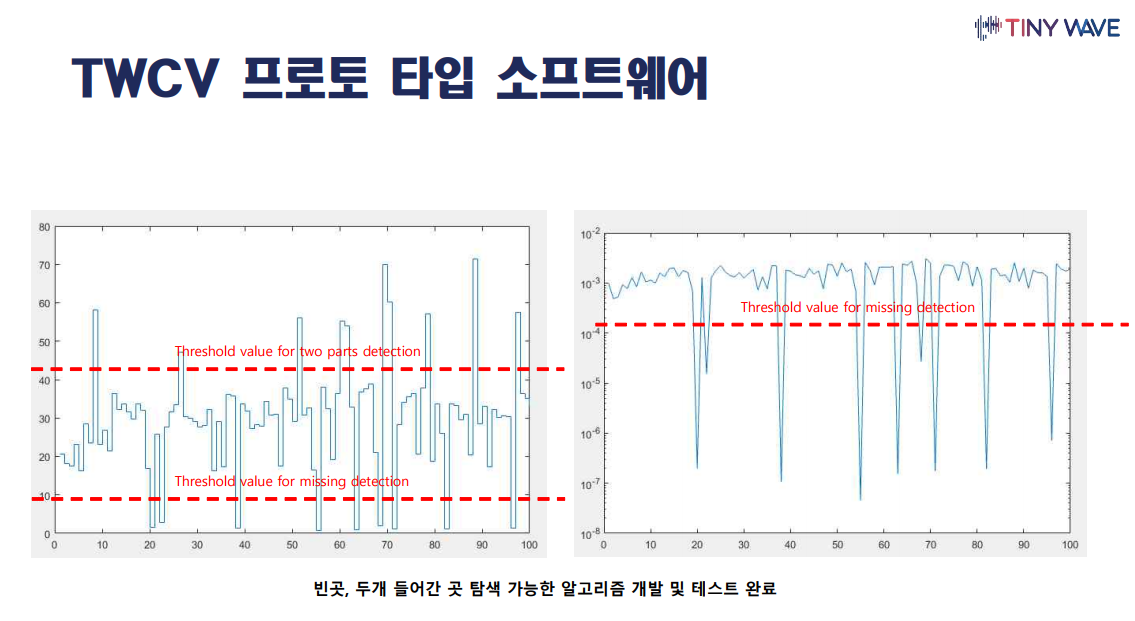 TINY WAVE
TWCV 프로토 타입 소프트웨어
80
70
60
50
40
30
20
10
0
Threshold value for two parts detection
Threshold value for missing detection
0 10 20 30 40 50 60 70 80 90 100
10-2
10-3
10-4
10-5
10-6
10-7
10-8
Threshold value for missing detection
0 10 20 30 40 50 60 70 80 90 100
빈곳, 두개 들어간 곳 탐색 가능한 알고리즘 개발 및 테스트 완료